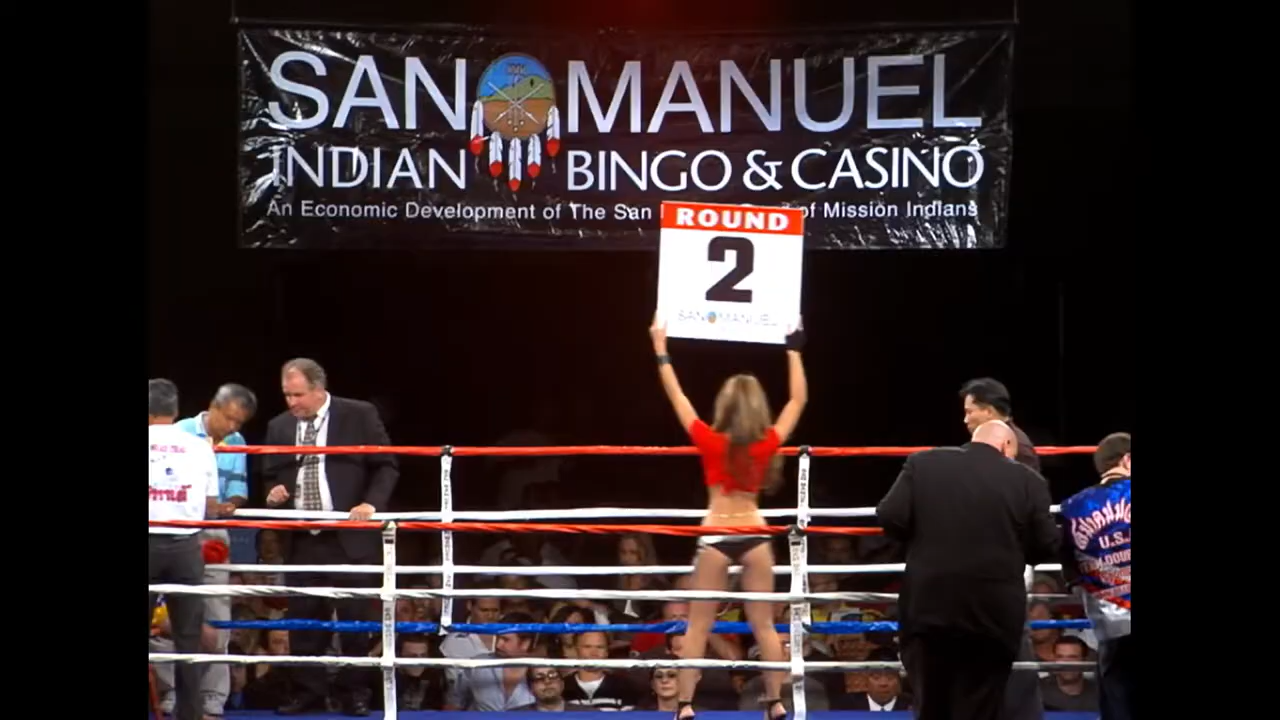 SAN MANUEL
INDIAN BINGO & CASINO
An Economic Development of The San of Mission Indians
ROUND
2
SAN MANUEL
U.S.